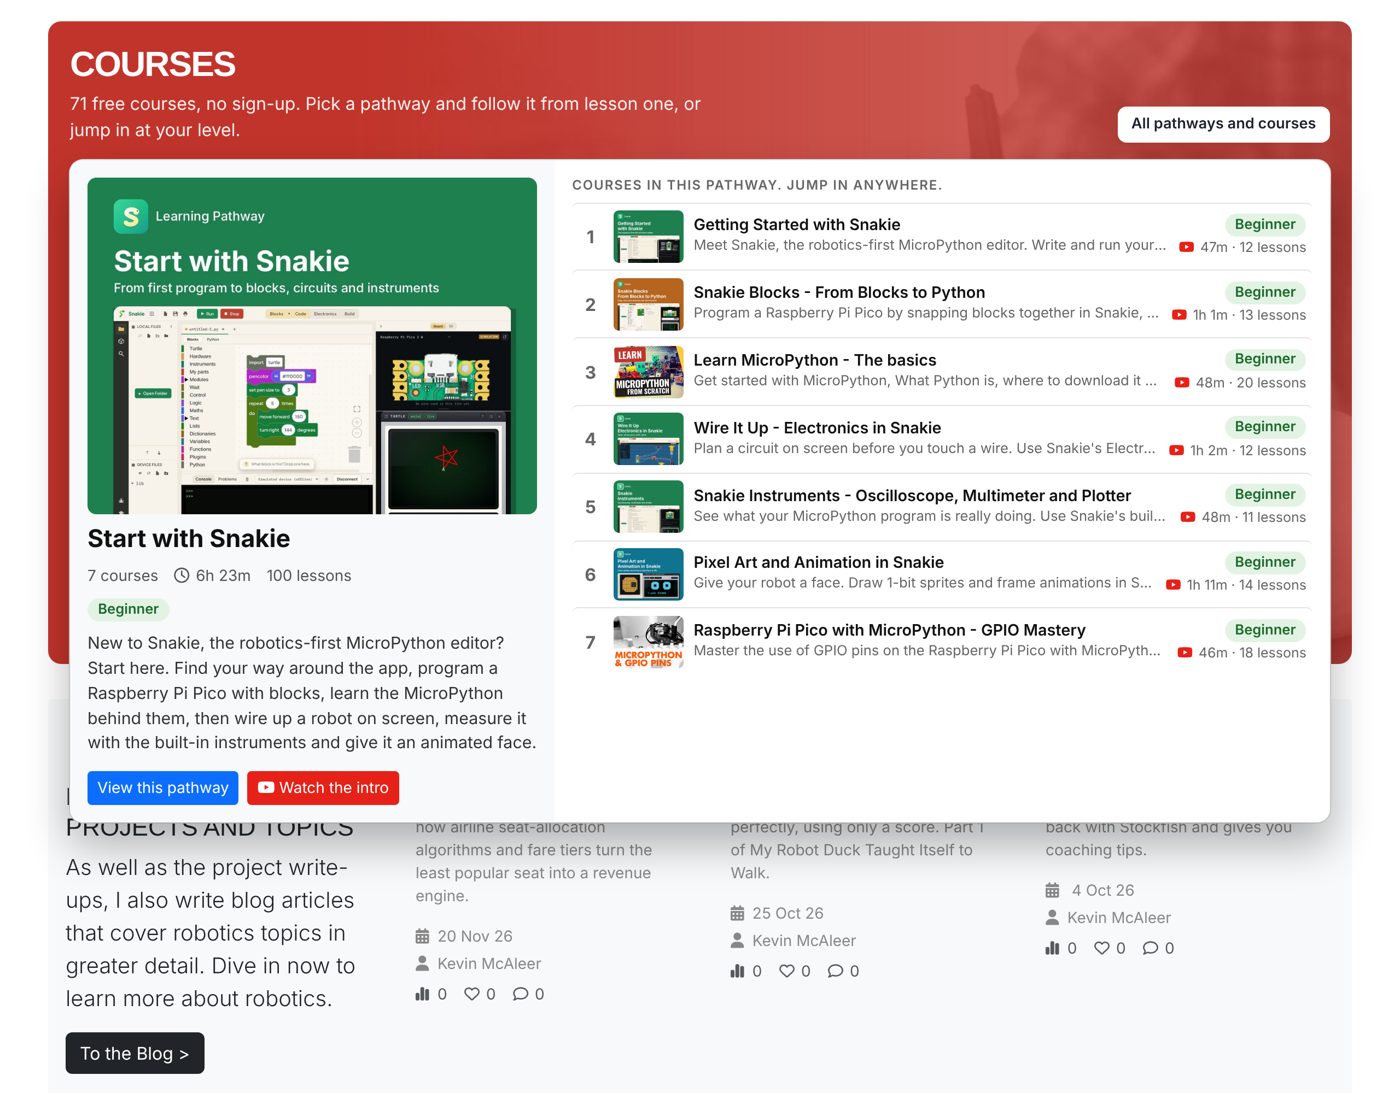 COURSES
71 free courses, no sign-up. Pick a pathway and follow it from lesson one, or
jump in at your level.
All pathways and courses
Learning Pathway
Start with Snakie
From first program to blocks, circuits and instruments
Start with Snakie
7 courses 6h 23m 100 lessons
Beginner
New to Snakie, the robotics-first MicroPython editor?
Start here. Find your way around the app, program a
Raspberry Pi Pico with blocks, learn the MicroPython
behind them, then wire up a robot on screen, measure it
with the built-in instruments and give it an animated face.
View this pathway
Watch the intro
COURSES IN THIS PATHWAY. JUMP IN ANYWHERE.
1
Getting Started with Snakie
Beginner
Meet Snakie, the robotics-first MicroPython editor. Write and run your...
47m · 12 lessons
2
Snakie Blocks - From Blocks to Python
Beginner
Program a Raspberry Pi Pico by snapping blocks together in Snakie, ...
1h 1m · 13 lessons
3
LEARN
MICROPYTHON
FROM SCRATCH
Learn MicroPython - The basics
Beginner
Get started with MicroPython, What Python is, where to download it ...
48m · 20 lessons
4
Wire It Up - Electronics in Snakie
Beginner
Plan a circuit on screen before you touch a wire. Use Snakie's Electr...
1h 2m · 12 lessons
5
Snakie Instruments - Oscilloscope, Multimeter and Plotter
Beginner
See what your MicroPython program is really doing. Use Snakie's buil...
48m · 11 lessons
6
Pixel Art and Animation in Snakie
Beginner
Give your robot a face. Draw 1-bit sprites and frame animations in S...
1h 11m · 14 lessons
7
MICROPYTHON
& GPIO PINS
Raspberry Pi Pico with MicroPython - GPIO Mastery
Beginner
Master the use of GPIO pins on the Raspberry Pi Pico with MicroPyth...
46m · 18 lessons
PROJECTS AND TOPICS
As well as the project write-
ups, I also write blog articles
that cover robotics topics in
greater detail. Dive in now to
learn more about robotics.
To the Blog >
now airline seat-allocation
algorithms and fare tiers turn the
least popular seat into a revenue
engine.
20 Nov 26
Kevin McAleer
0 0 0
perfectly, using only a score. Part 1
of My Robot Duck Taught Itself to
Walk.
25 Oct 26
Kevin McAleer
0 0 0
back with Stockfish and gives you
coaching tips.
4 Oct 26
Kevin McAleer
0 0 0